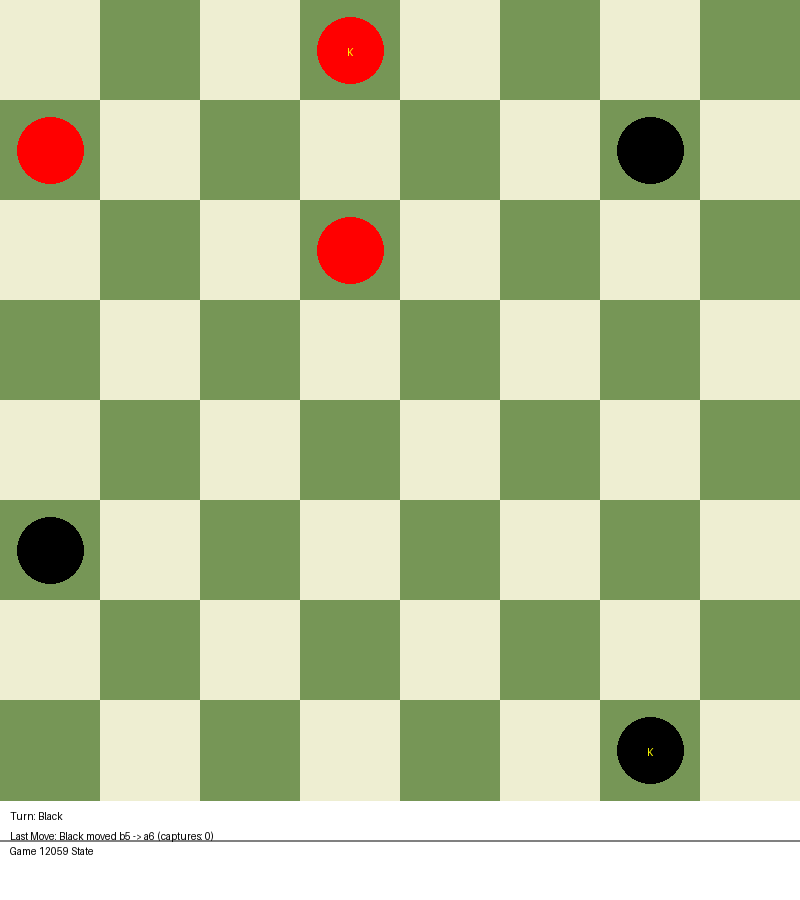 K
K
Turn: Black
Last Move: Black moved b5 -> a6 (captures: 0)
Game 12059 State